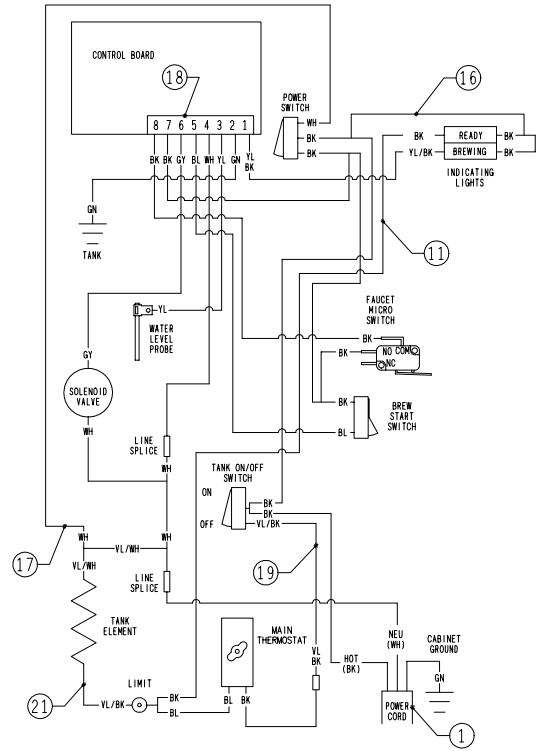 CONTROL BOARD
18
8 7 6 5 4 3 2 1
BK BK GY BL WH YL GN YL
BK
POWER
SWITCH
WH
BK
BK
16
BK
READY
BK
YL/BK
BREWING
BK
INDICATING
LIGHTS
GN
TANK
11
YL
WATER
LEVEL
PROBE
FAUCET
MICRO
SWITCH
BK
NO COM
NC
BK
GY
SOLENOID
VALVE
WH
BK
BL
BREW
START
SWITCH
LINE
SPLICE
WH
TANK ON/OFF
SWITCH
ON
OFF
BK
BK
VL/BK
17
WH
VL/WH
VL/WH
WH
LINE
SPLICE
19
TANK
ELEMENT
MAIN
THERMOSTAT
VL
BK
NEU
(WH)
HOT
(BK)
CABINET
GROUND
GN
21
LIMIT
VL/BK
BK
BL
BL
BK
POWER
CORD
1